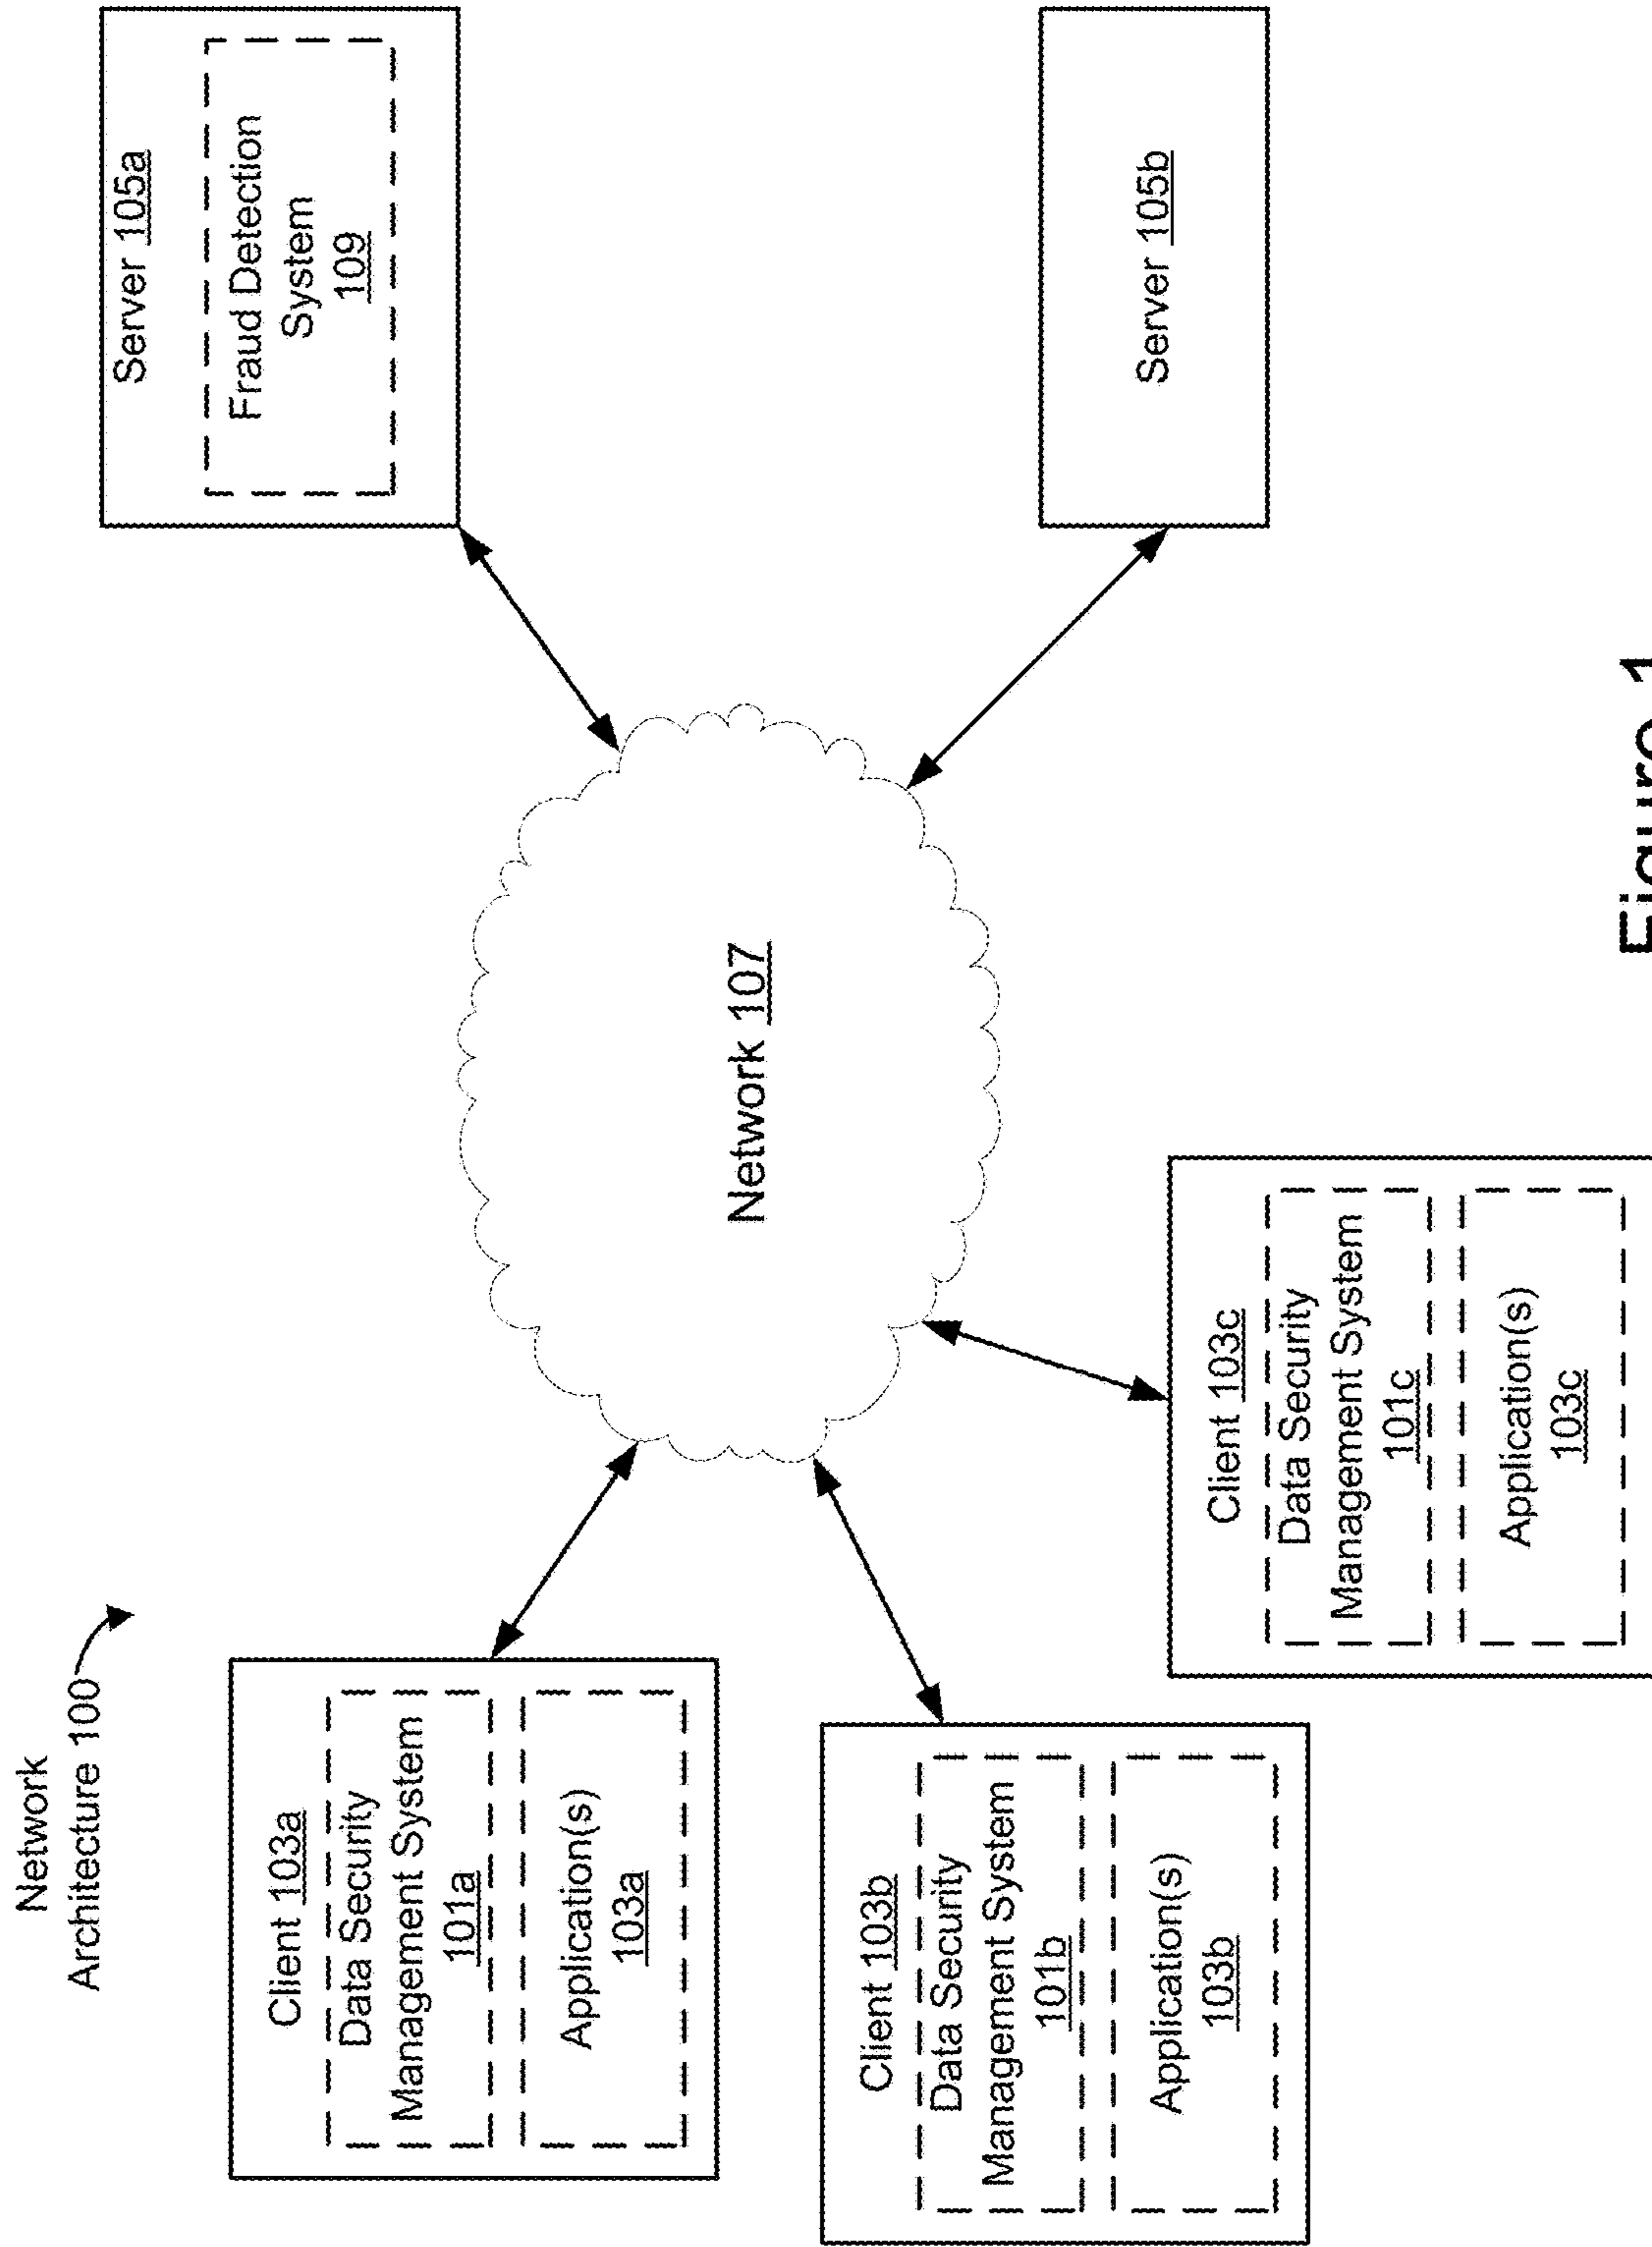 Network
Architecture 100
Client 103a
Data Security
Management System
101a
Application(s)
103a
Client 103b
Data Security
Management System
101b
Application(s)
103b
Client 103c
Data Security
Management System
101c
Application(s)
103c
Network 107
Server 105a
Fraud Detection
System
109
Server 105b
Figure 1